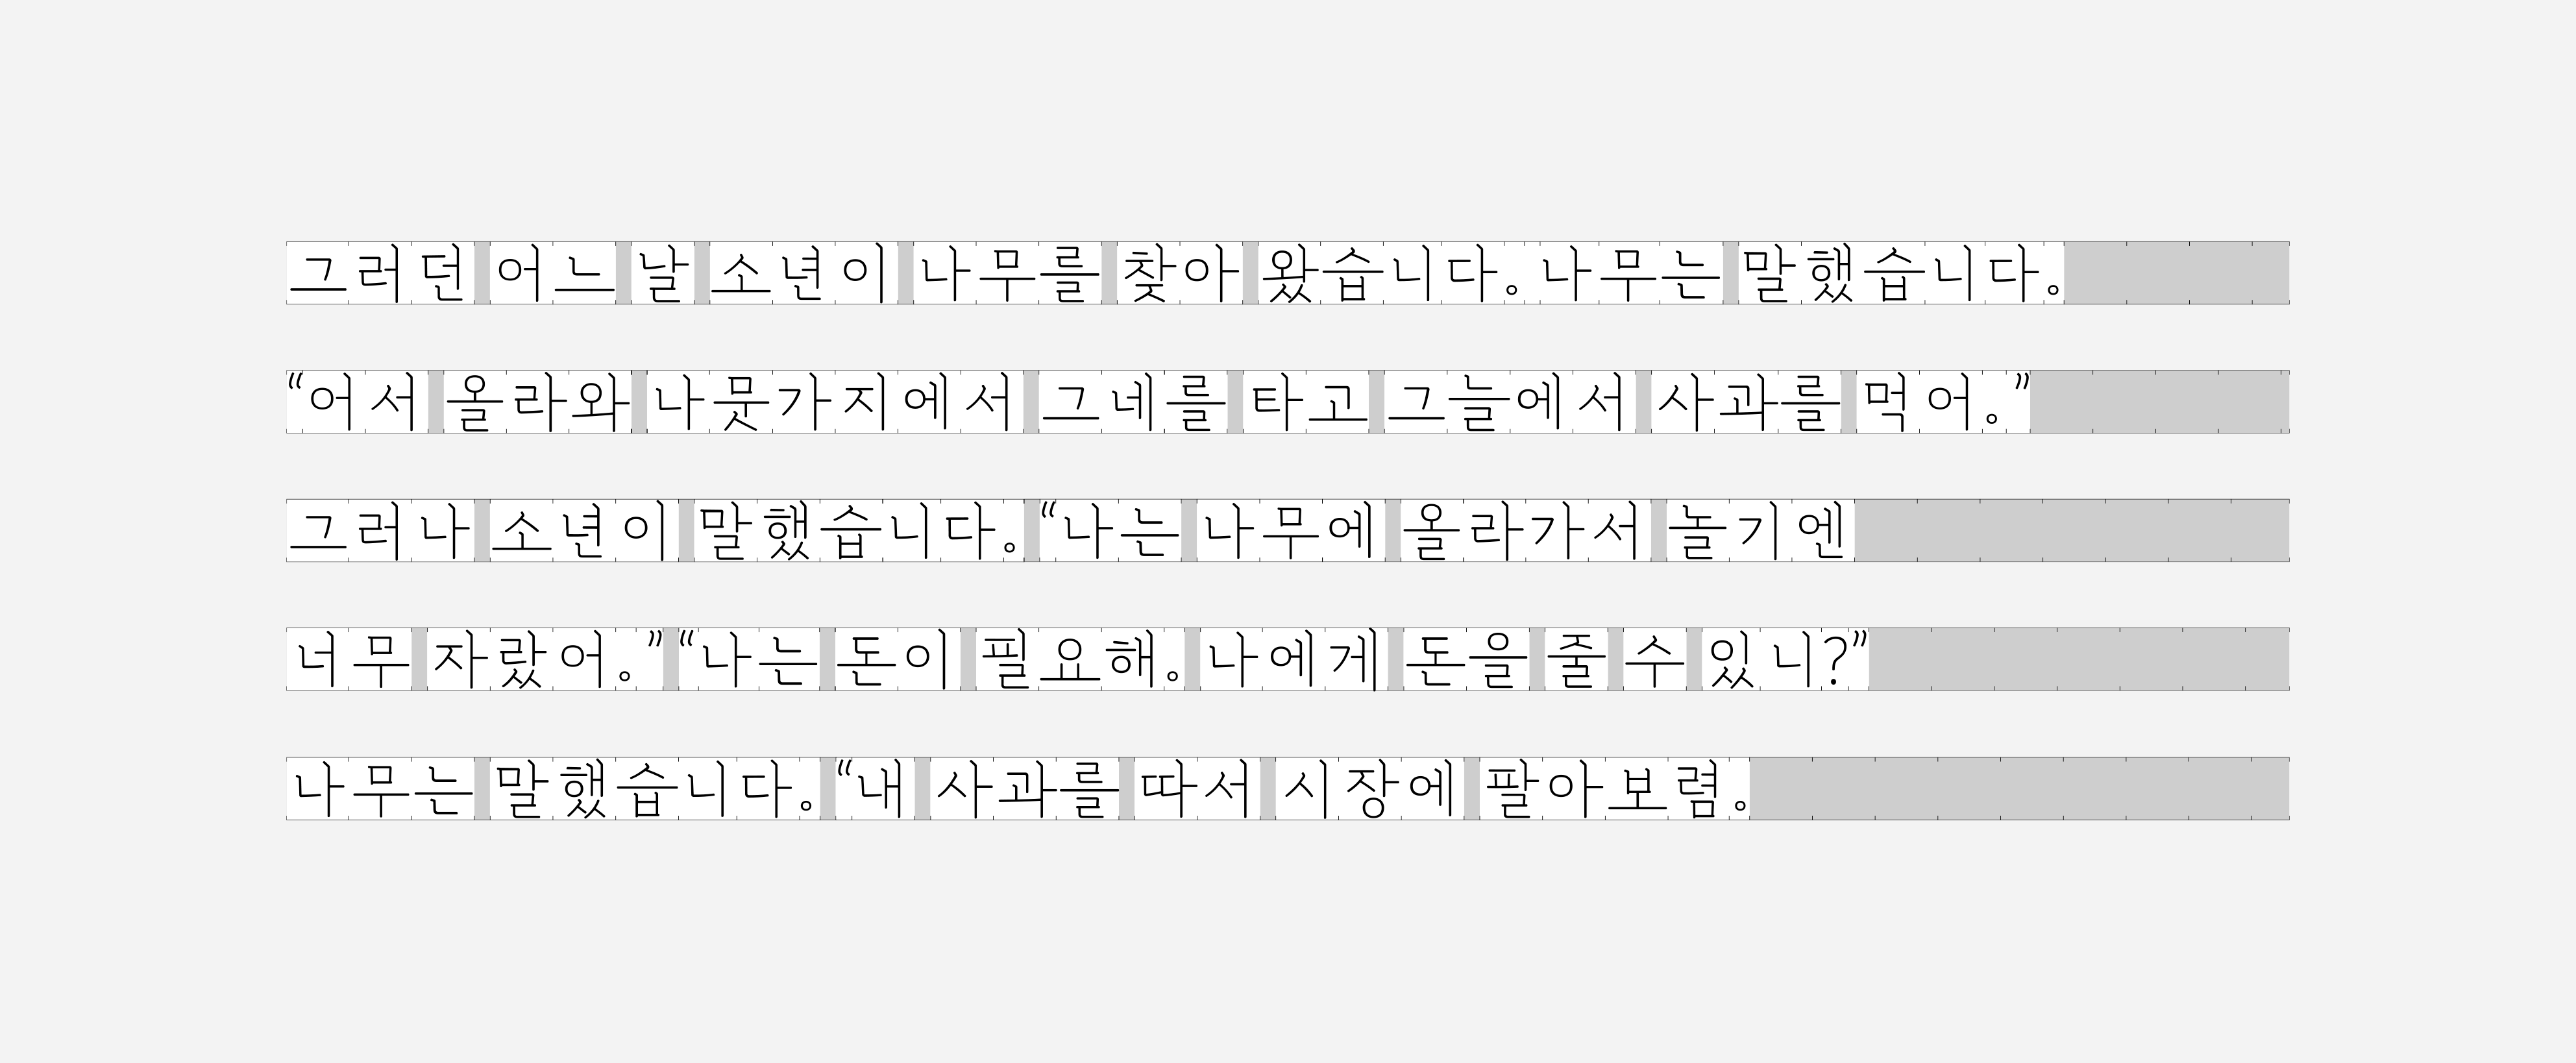 그러던 어느 날 소년이 나무를 찾아 왔습니다. 나무는 말했습니다.
“어서 올라와 나뭇가지에서 그네를 타고 그늘에서 사과를 먹어.”
그러나 소년이 말했습니다. “나는 나무에 올라가서 놀기엔
너무 자랐어.” “나는 돈이 필요해. 나에게 돈을 줄 수 있니?”
나무는 말했습니다. “내 사과를 따서 시장에 팔아보렴.